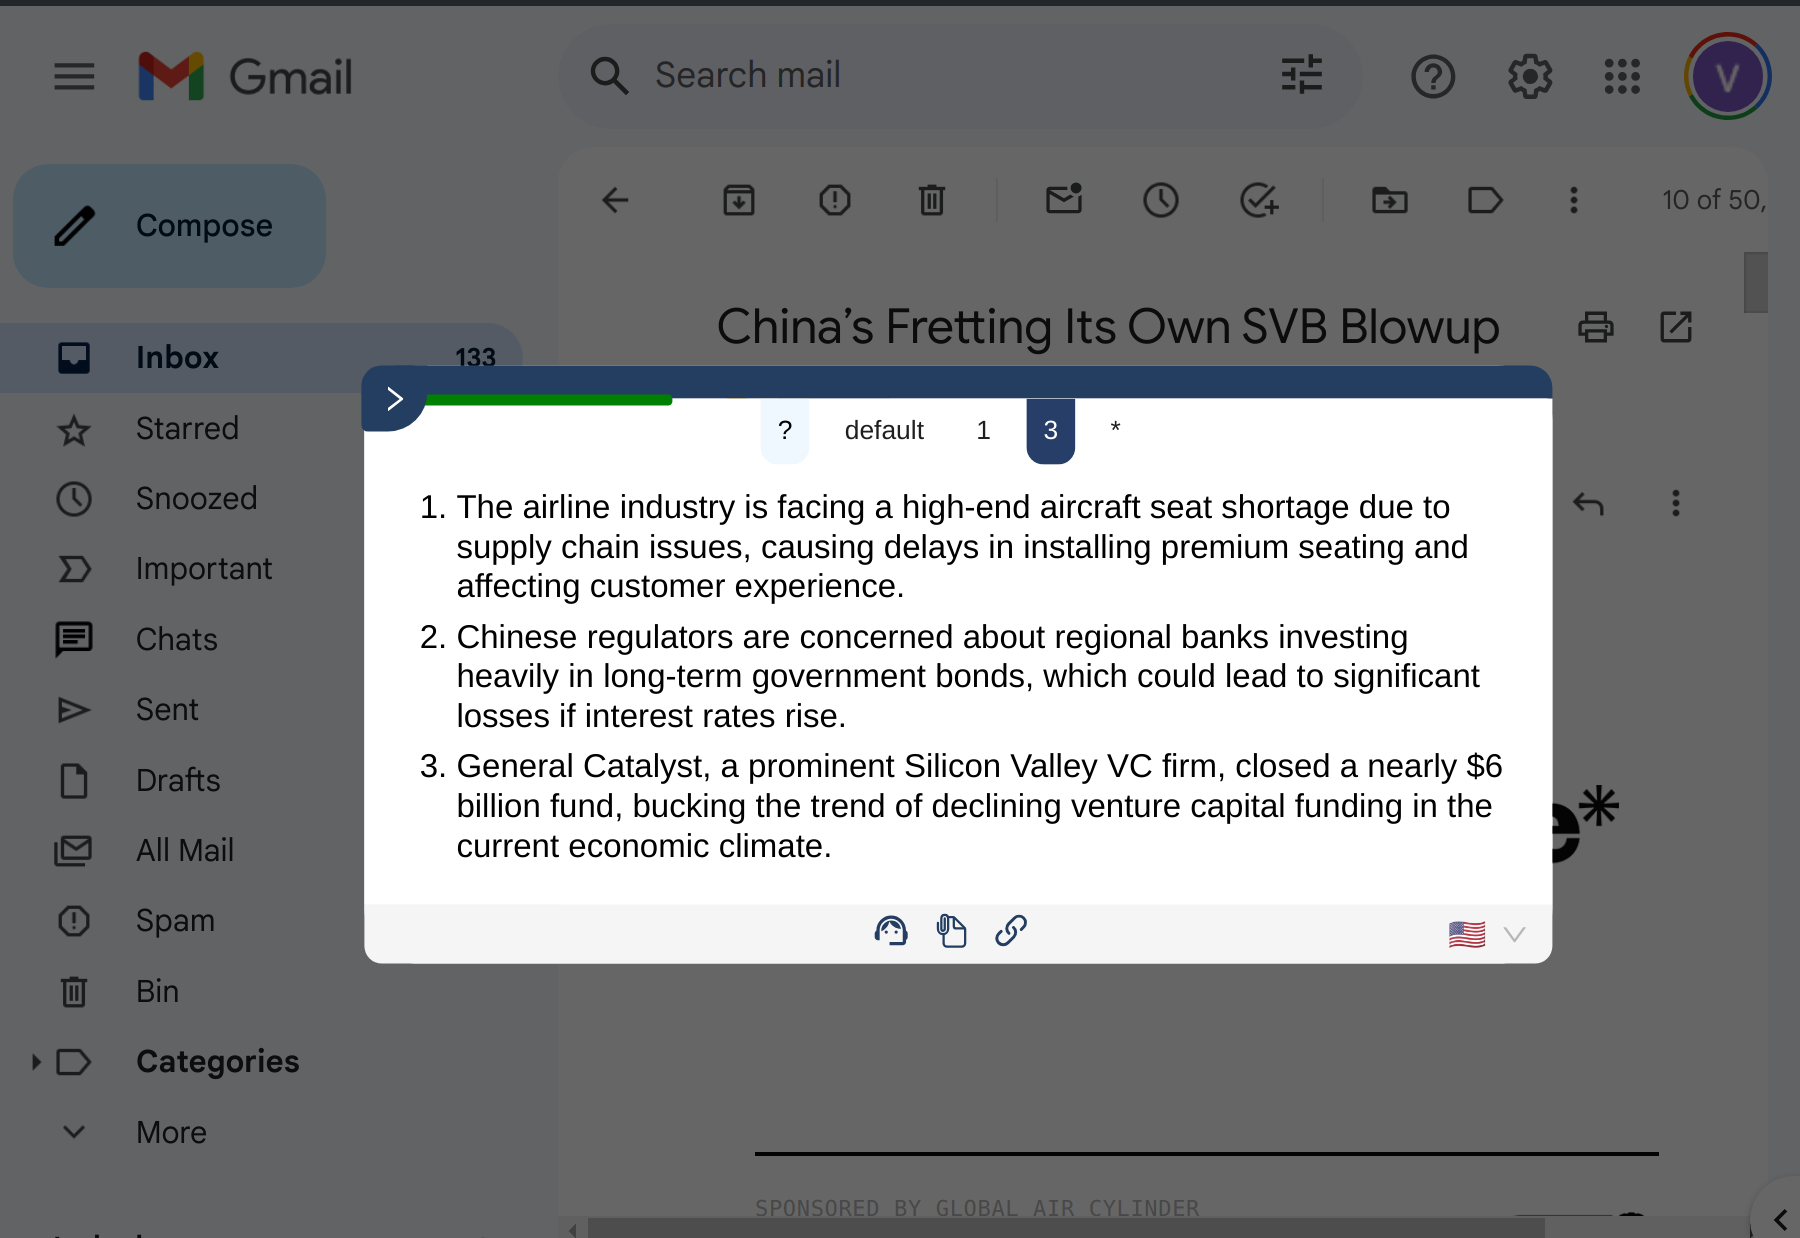 Gmail
Search mail
V
Compose
10 of 50,
China's Fretting Its Own SVB Blowup
Inbox 133
Starred
Snoozed
Important
Chats
Sent
Drafts
All Mail
Spam
Bin
Categories
More
? default 1 3 *
1. The airline industry is facing a high-end aircraft seat shortage due to
supply chain issues, causing delays in installing premium seating and
affecting customer experience.
2. Chinese regulators are concerned about regional banks investing
heavily in long-term government bonds, which could lead to significant
losses if interest rates rise.
3. General Catalyst, a prominent Silicon Valley VC firm, closed a nearly $6
billion fund, bucking the trend of declining venture capital funding in the
current economic climate.
e*
SPONSORED BY GLOBAL AIR CYLINDER